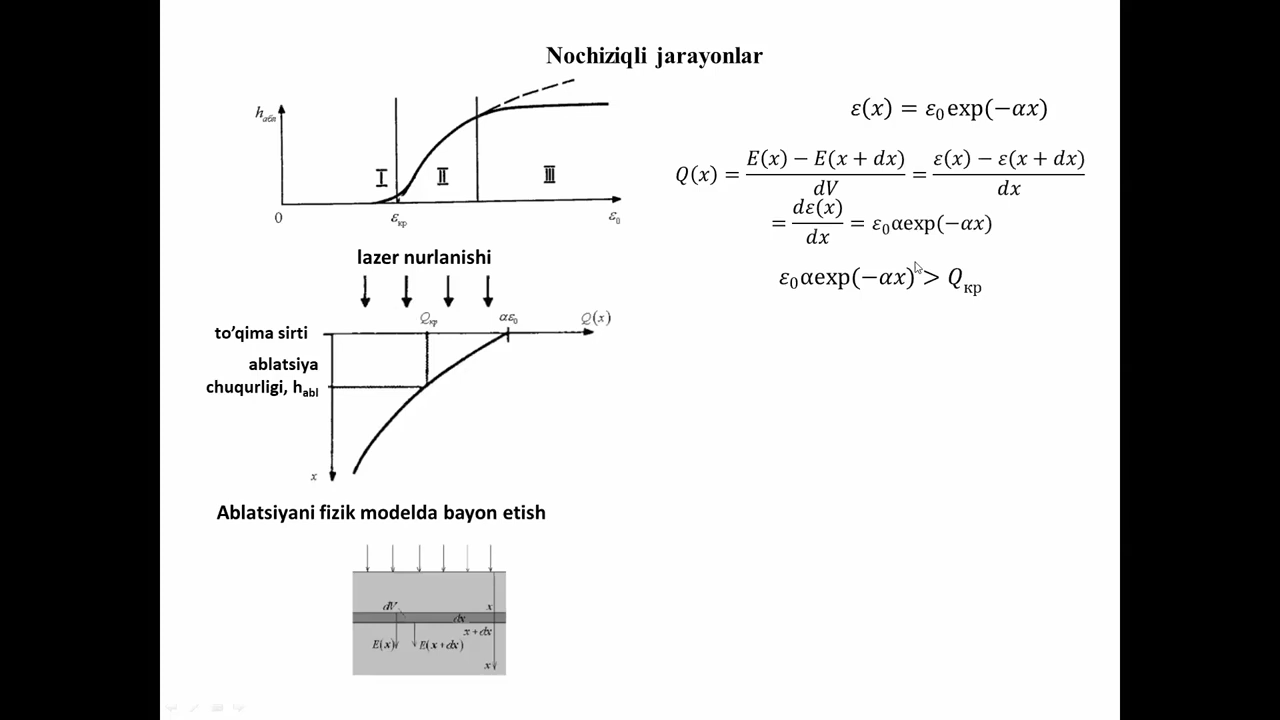 Nochiziqli jarayonlar
h_абл
I II III
0 ε_кр ε_0
lazer nurlanishi
Q_кр αε_0 Q(x)
to’qima sirti
ablatsiya
chuqurligi, h_abl
x
Ablatsiyani fizik modelda bayon etish
dV x
dx
x + dx
E(x) E(x + dx)
x
ε(x) = ε_0 exp(−αx)
Q(x) = (E(x) − E(x + dx))/dV = (ε(x) − ε(x + dx))/dx
= dε(x)/dx = ε_0αexp(−αx)
ε_0αexp(−αx) > Q_кр